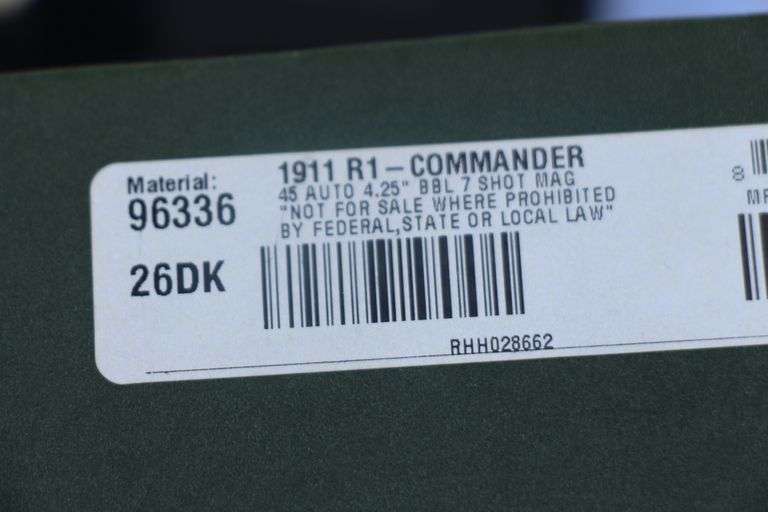 Material:
96336
26DK
1911 R1-COMMANDER
45 AUTO 4.25" BBL 7 SHOT MAG
"NOT FOR SALE WHERE PROHIBITED
BY FEDERAL,STATE OR LOCAL LAW"
RHH028662
8